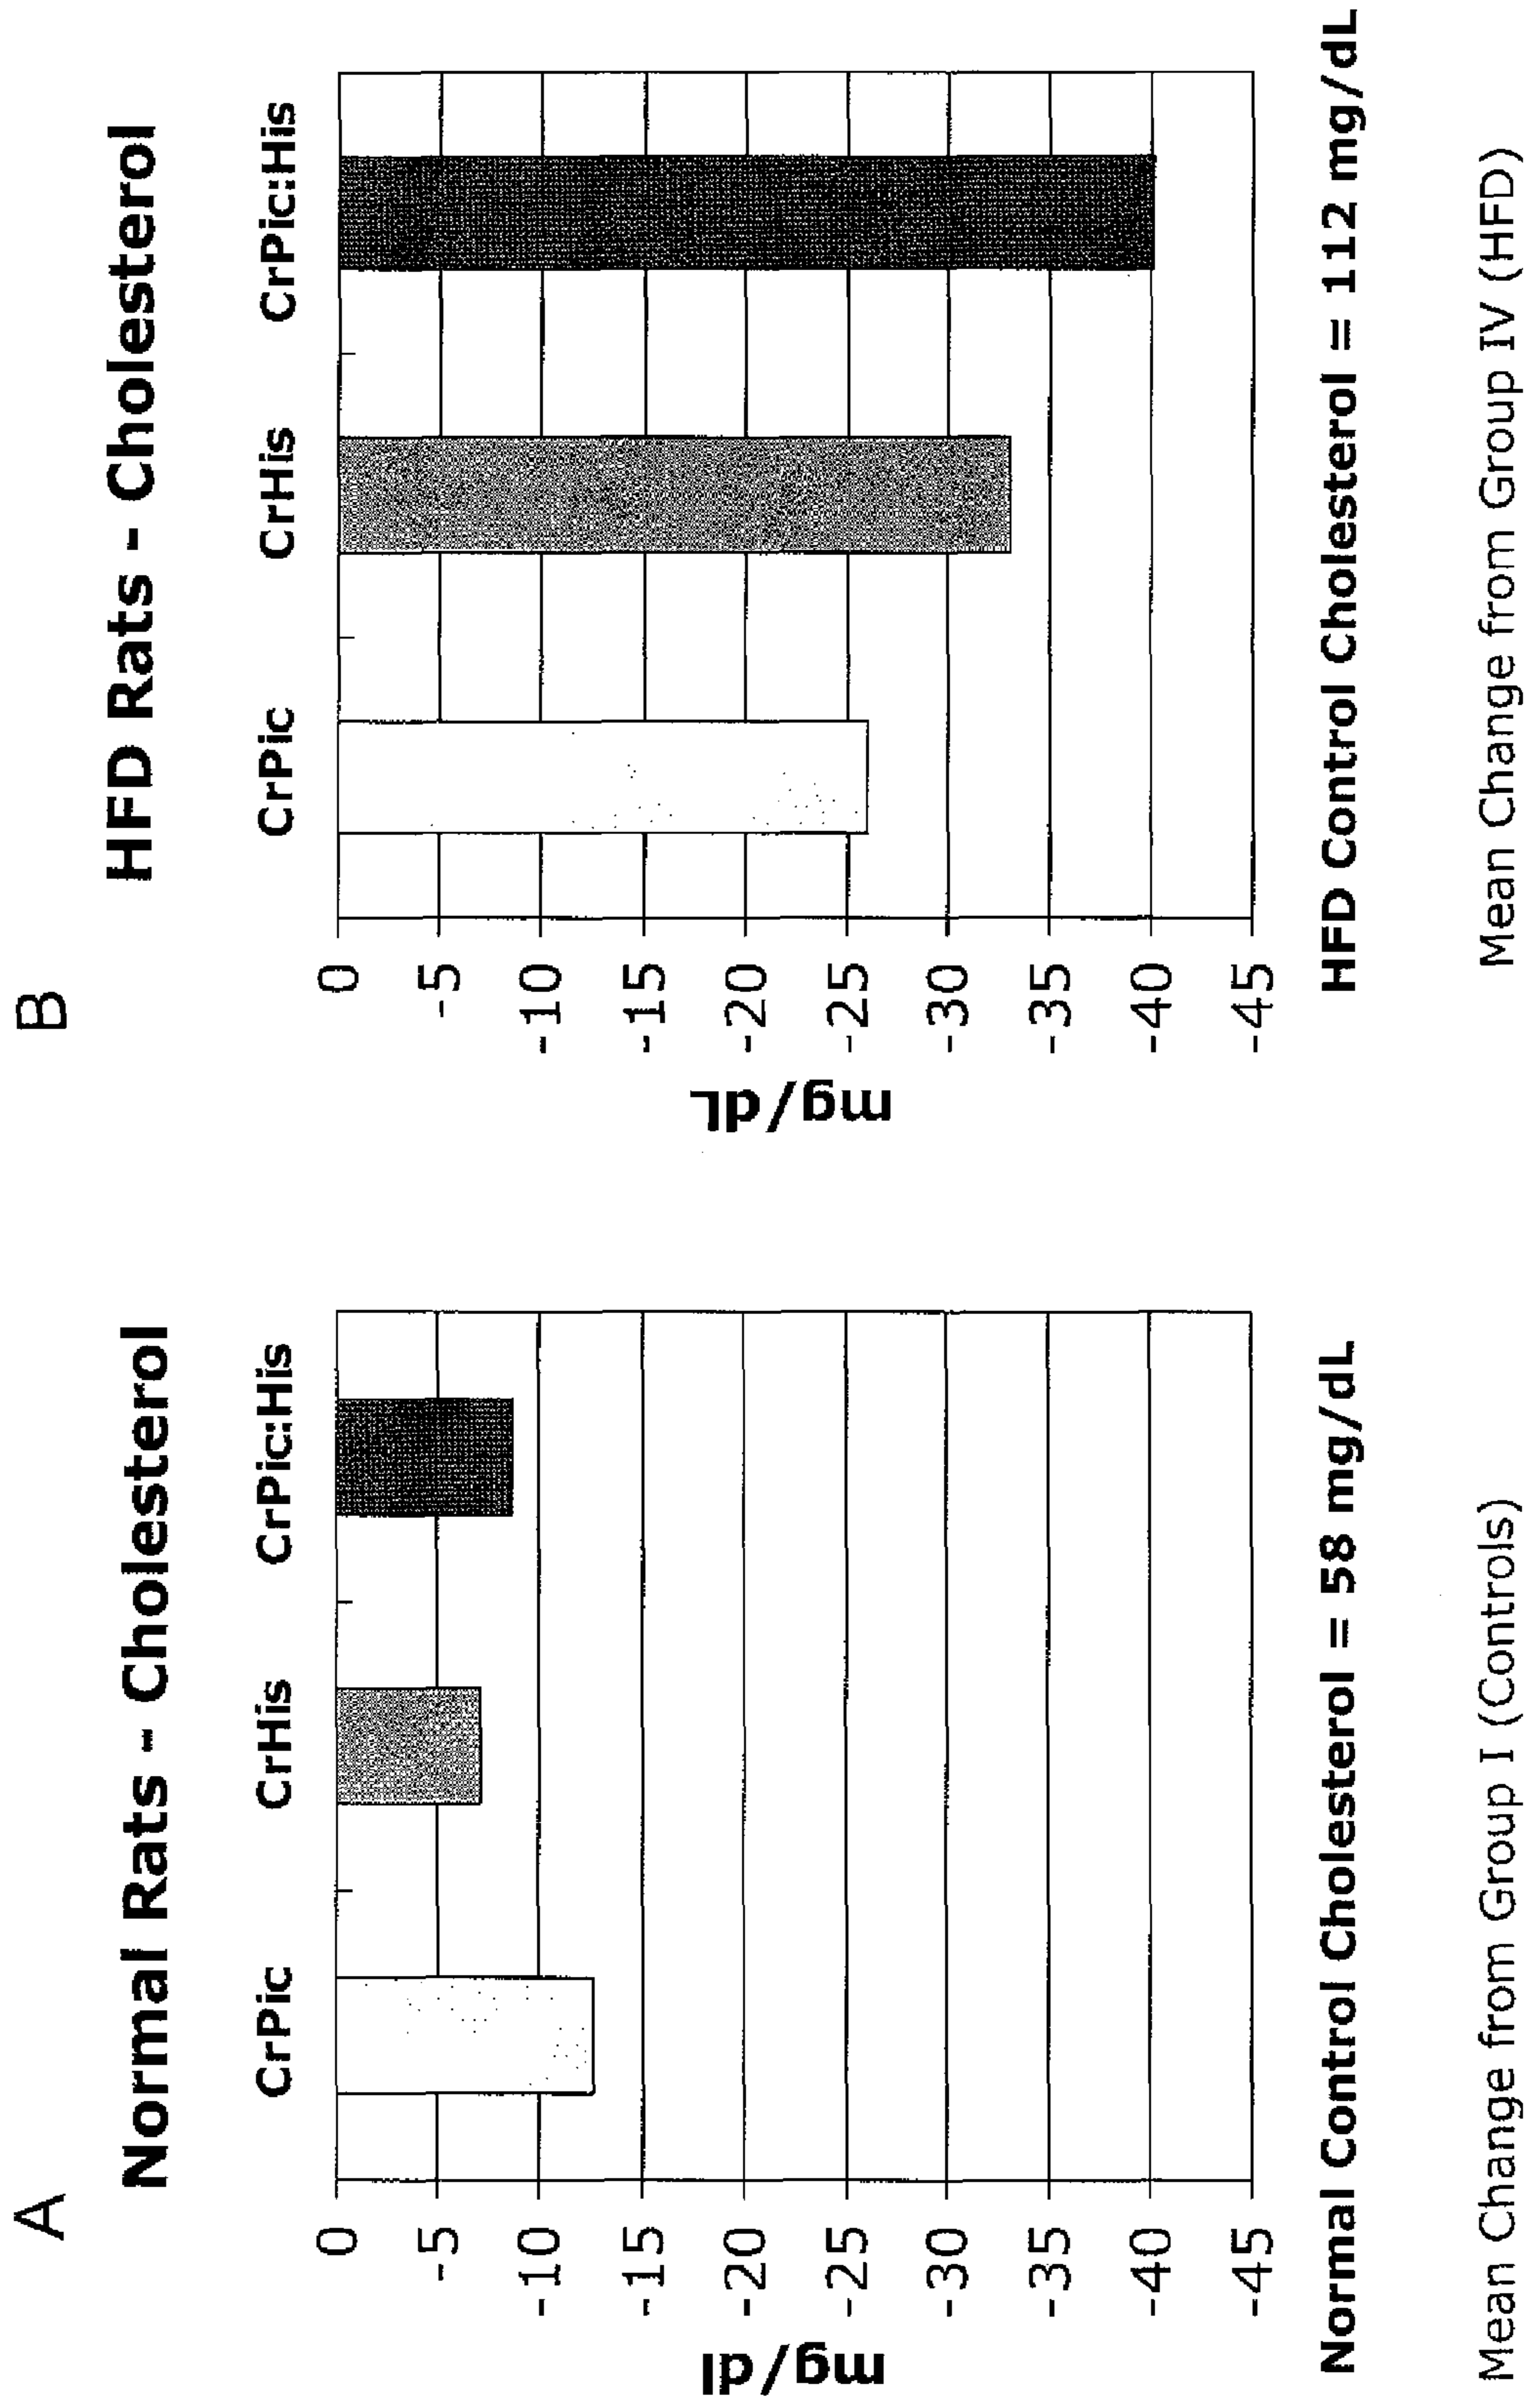 A
Normal Rats - Cholesterol
CrPic CrHis CrPic:His
0
-5
-10
-15
-20
-25
-30
-35
-40
-45
mg/dl
Normal Control Cholesterol = 58 mg/dL
Mean Change from Group I (Controls)
B
HFD Rats - Cholesterol
CrPic CrHis CrPic:His
0
-5
-10
-15
-20
-25
-30
-35
-40
-45
mg/dL
HFD Control Cholesterol = 112 mg/dL
Mean Change from Group IV (HFD)